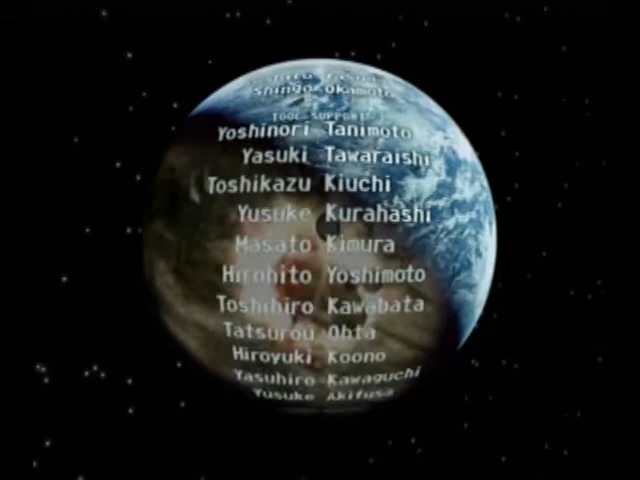 Shingo Okamoto
TOOL SUPPORT
Yoshinori Tanimoto
Yasuki Tawaraishi
Toshikazu Kiuchi
Yusuke Kurahashi
Masato Kimura
Hirohito Yoshimoto
Toshihiro Kawabata
Tatsurou Ohta
Hiroyuki Koono
Yasuhiro Kawaguchi
Yusuke Akifusa